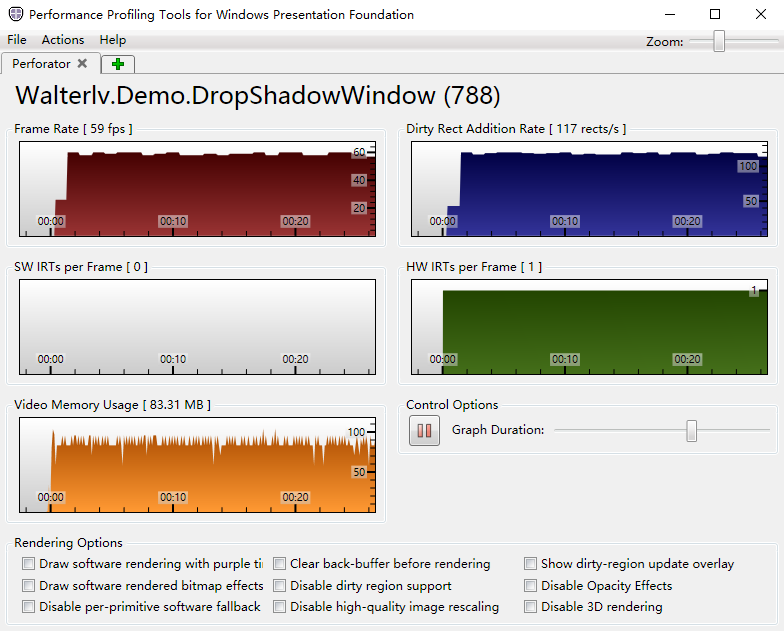 Performance Profiling Tools for Windows Presentation Foundation
File Actions Help Zoom:
Perforator
Walterlv.Demo.DropShadowWindow (788)
Frame Rate [ 59 fps ]
60
40
20
00:00 00:10 00:20
Dirty Rect Addition Rate [ 117 rects/s ]
100
50
00:00 00:10 00:20
SW IRTs per Frame [ 0 ]
00:00 00:10 00:20
HW IRTs per Frame [ 1 ]
1
00:00 00:10 00:20
Video Memory Usage [ 83.31 MB ]
100
50
00:00 00:10 00:20
Control Options
Graph Duration:
Rendering Options
Draw software rendering with purple ti
Clear back-buffer before rendering
Show dirty-region update overlay
Draw software rendered bitmap effects
Disable dirty region support
Disable Opacity Effects
Disable per-primitive software fallback
Disable high-quality image rescaling
Disable 3D rendering